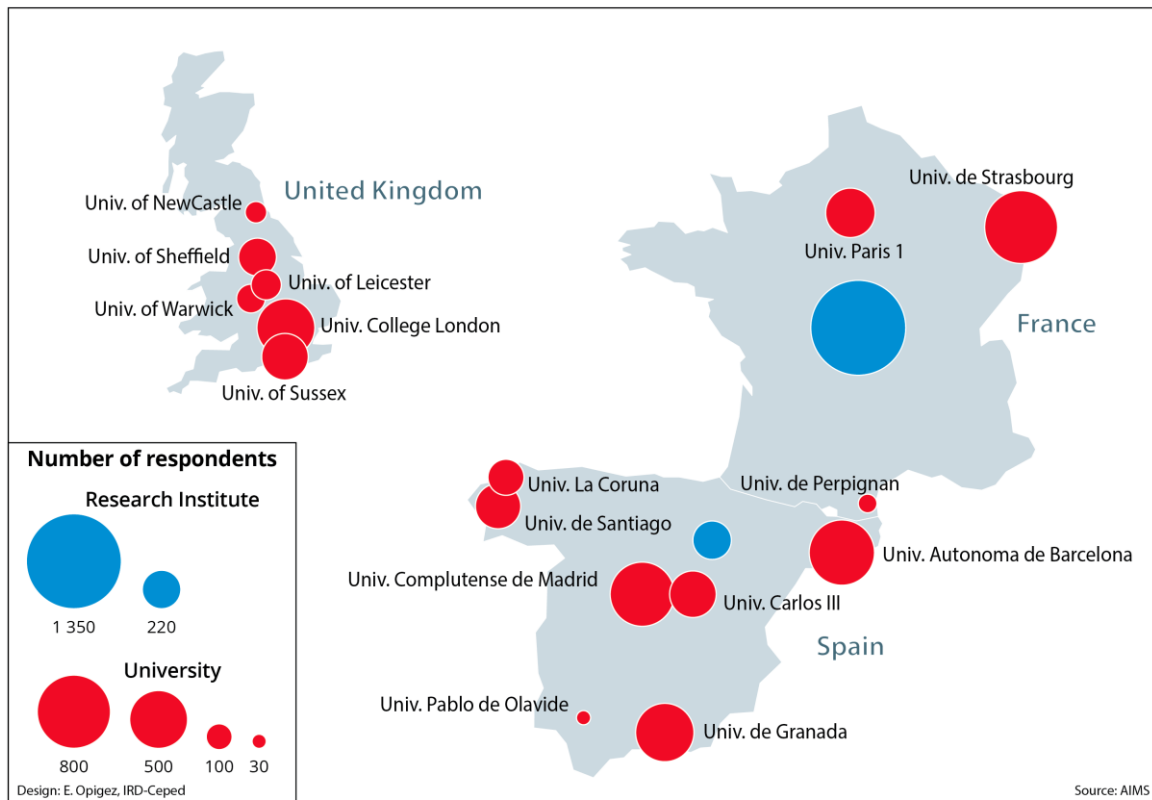 United Kingdom
Univ. of NewCastle
Univ. of Sheffield
Univ. of Leicester
Univ. of Warwick
Univ. College London
Univ. of Sussex
Univ. de Strasbourg
Univ. Paris 1
France
Univ. de Perpignan
Univ. La Coruna
Univ. de Santiago
Univ. Autonoma de Barcelona
Univ. Complutense de Madrid
Univ. Carlos III
Spain
Univ. Pablo de Olavide
Univ. de Granada
Number of respondents
Research Institute
1 350 220
University
800 500 100 30
Design: E. Opigez, IRD-Ceped
Source: AIMS